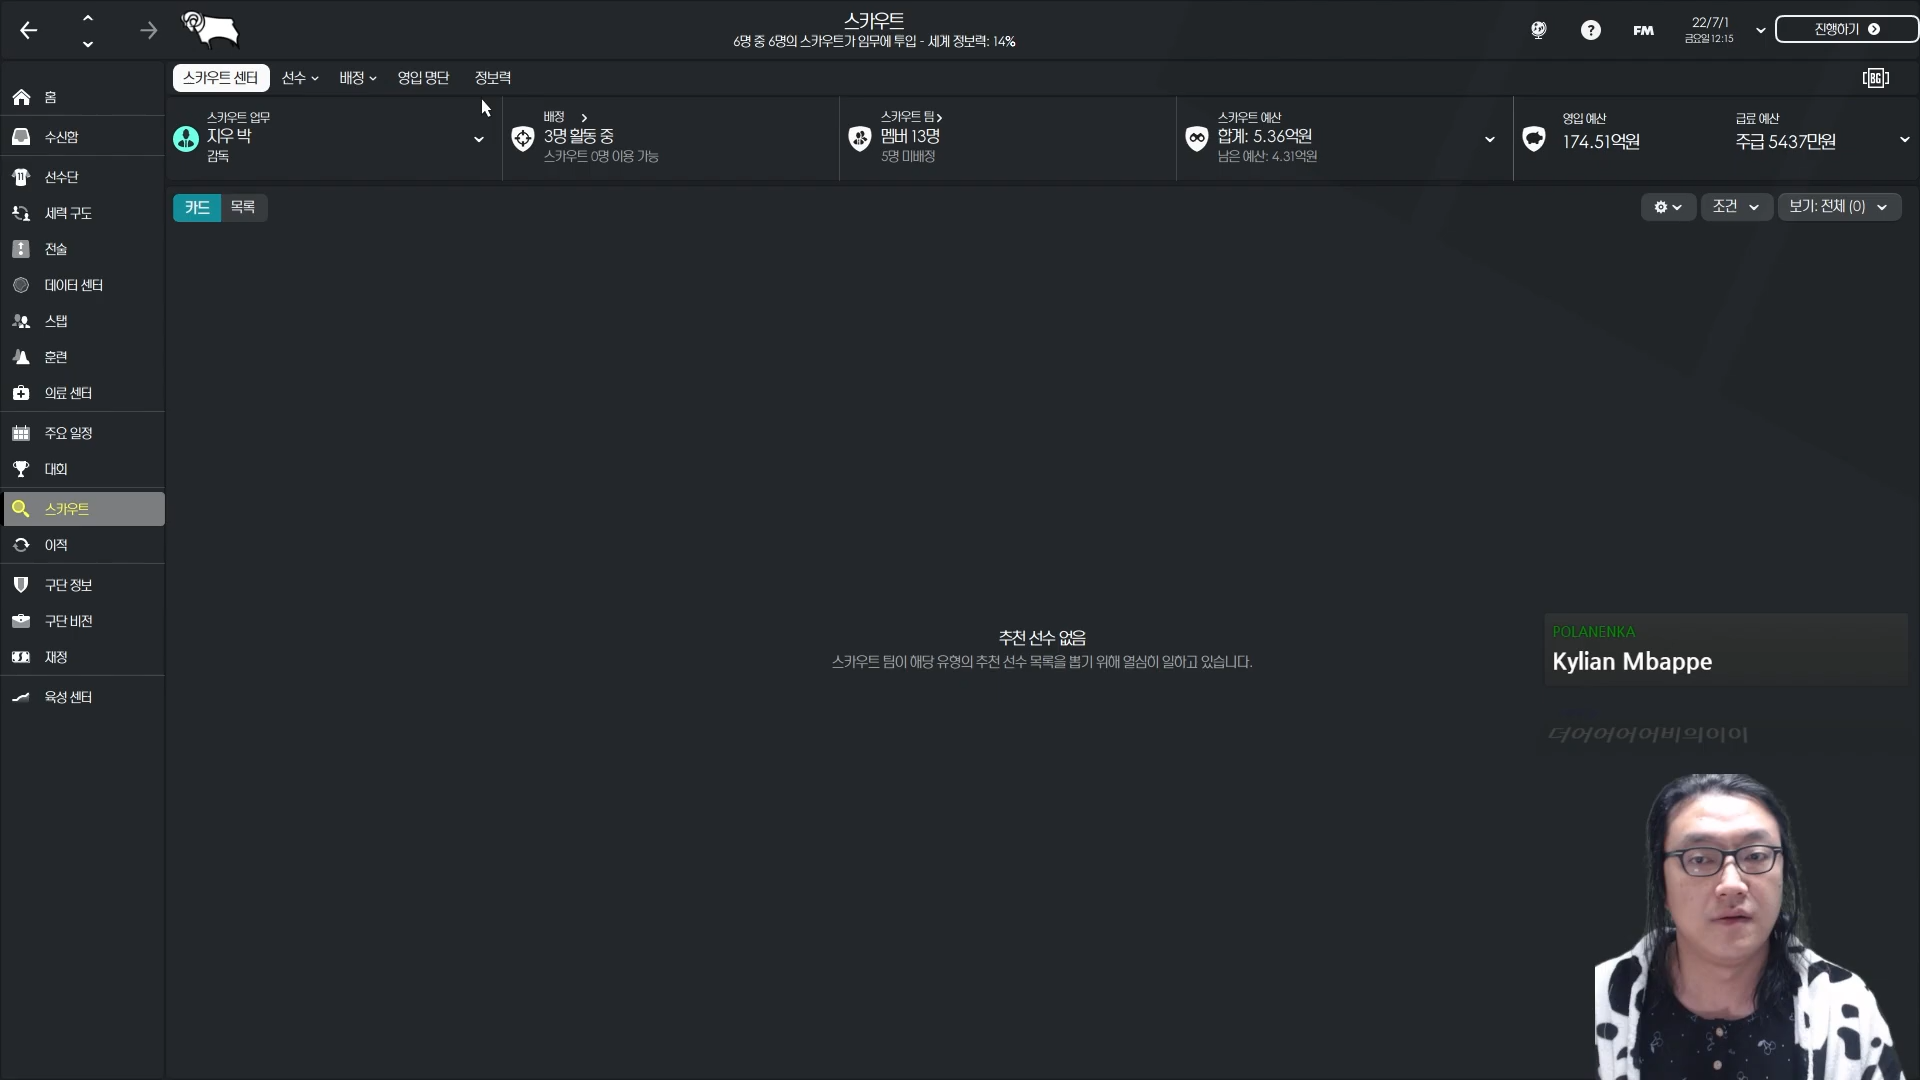 스카우트
6명 중 6명의 스카우트가 임무에 투입 - 세계 정보력: 14%
FM
22/7/1
금요일 12:15
진행하기
스카우트 센터
선수
배정
영입 명단
정보력
[BG]
홈
수신함
선수단
세력 구도
전술
데이터 센터
스탭
훈련
의료 센터
주요 일정
대회
스카우트
이적
구단 정보
구단 비전
재정
육성 센터
스카우트 업무
지우 박
감독
배정
3명 활동 중
스카우트 0명 이용 가능
스카우트 팀
멤버 13명
5명 미배정
스카우트 예산
합계: 5.36억원
남은 예산: 4.31억원
영입 예산
174.51억원
급료 예산
주급 5437만원
카드
목록
조건
보기: 전체 (0)
추천 선수 없음
스카우트 팀이 해당 유형의 추천 선수 목록을 뽑기 위해 열심히 일하고 있습니다.
POLANENKA
Kylian Mbappe
더어어어어비의이이